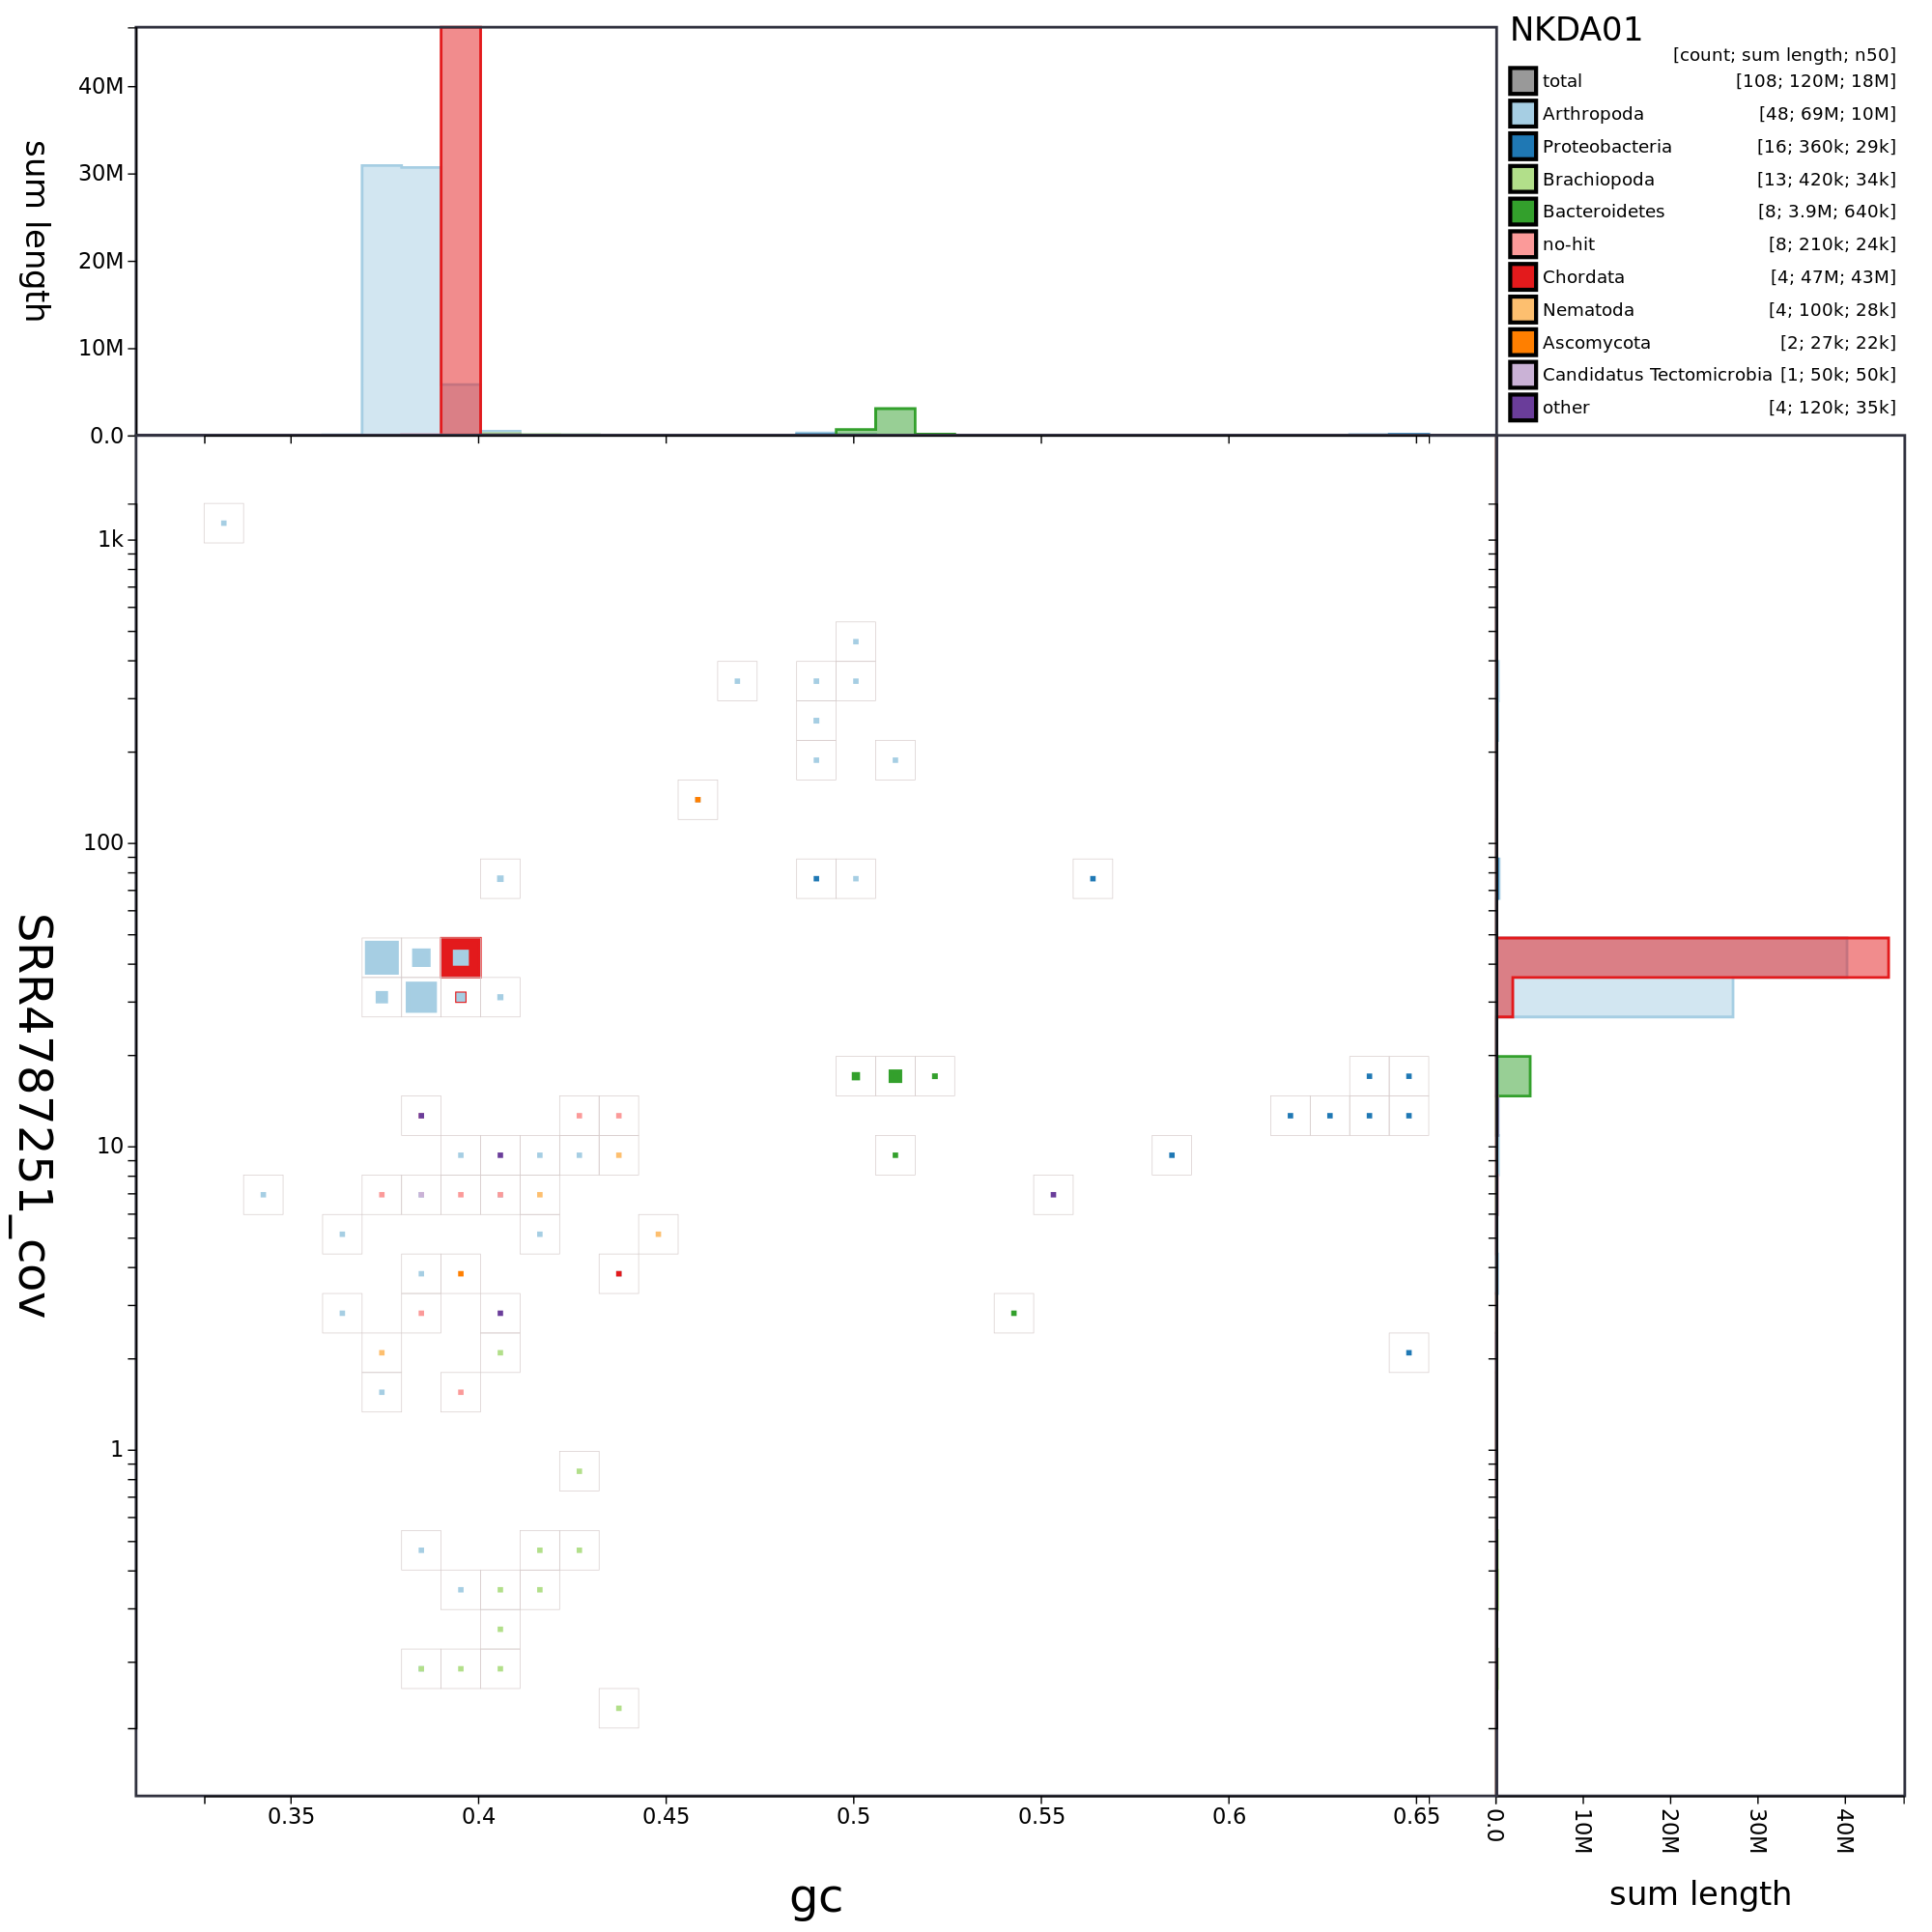 NKDA01
[count; sum length; n50]
total [108; 120M; 18M]
Arthropoda [48; 69M; 10M]
Proteobacteria [16; 360k; 29k]
Brachiopoda [13; 420k; 34k]
Bacteroidetes [8; 3.9M; 640k]
no-hit [8; 210k; 24k]
Chordata [4; 47M; 43M]
Nematoda [4; 100k; 28k]
Ascomycota [2; 27k; 22k]
Candidatus Tectomicrobia [1; 50k; 50k]
other [4; 120k; 35k]
sum length
40M
30M
20M
10M
0.0
SRR4787251_cov
1k
100
10
1
0.35 0.4 0.45 0.5 0.55 0.6 0.65
gc
0.0 10M 20M 30M 40M
sum length